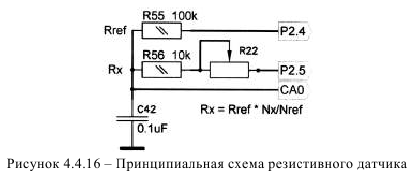 R55 100k
Rref
P2.4
R56 10k
R22
Rx
P2.5
CA0
C42
0.1uF
Rx = Rref * Nx/Nref
Рисунок 4.4.16 – Принципиальная схема резистивного датчика